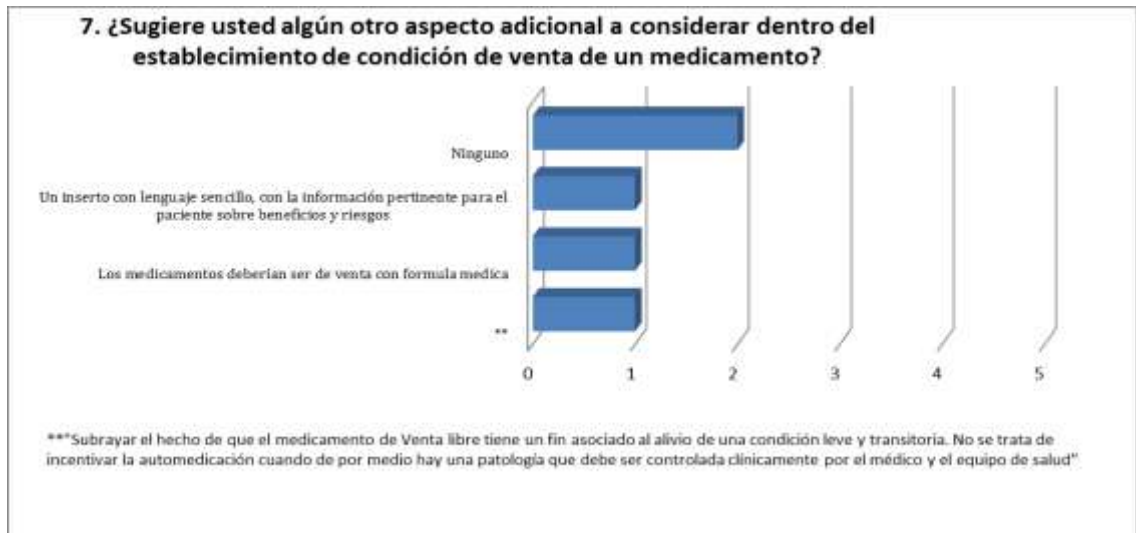 7. ¿Sugiere usted algún otro aspecto adicional a considerar dentro del
establecimiento de condición de venta de un medicamento?
Ninguno
Un inserto con lenguaje sencillo, con la información pertinente para el
paciente sobre beneficios y riesgos
Los medicamentos deberían ser de venta con formula medica
**
0 1 2 3 4 5
**"Subrayar el hecho de que el medicamento de Venta libre tiene un fin asociado al alivio de una condición leve y transitoria. No se trata de
incentivar la automedicación cuando de por medio hay una patología que debe ser controlada clínicamente por el médico y el equipo de salud"